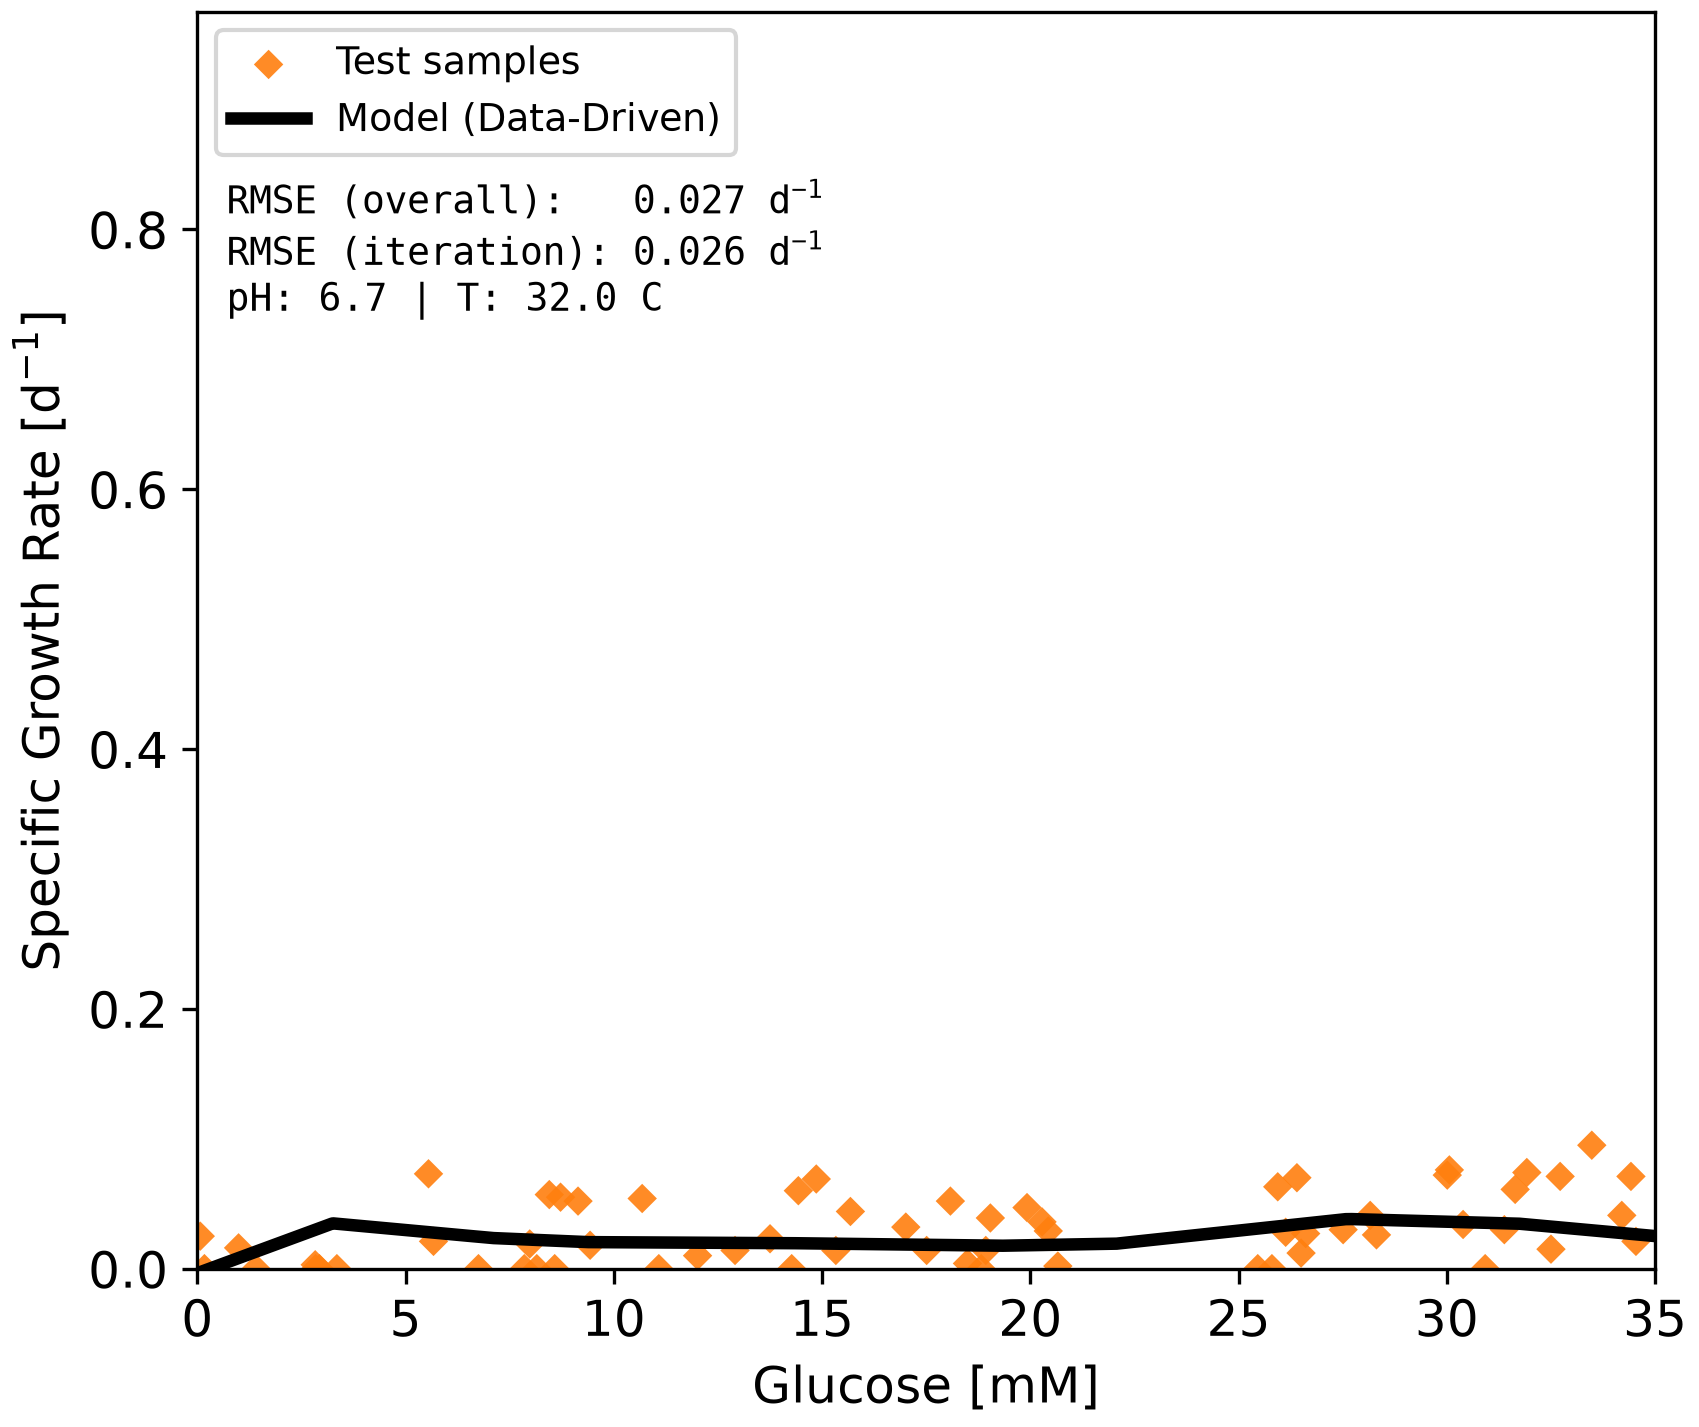 Test samples
Model (Data-Driven)
RMSE (overall): 0.027 d⁻¹
RMSE (iteration): 0.026 d⁻¹
pH: 6.7 | T: 32.0 C
Specific Growth Rate [d⁻¹]
0.8
0.6
0.4
0.2
0.0
0 5 10 15 20 25 30 35
Glucose [mM]